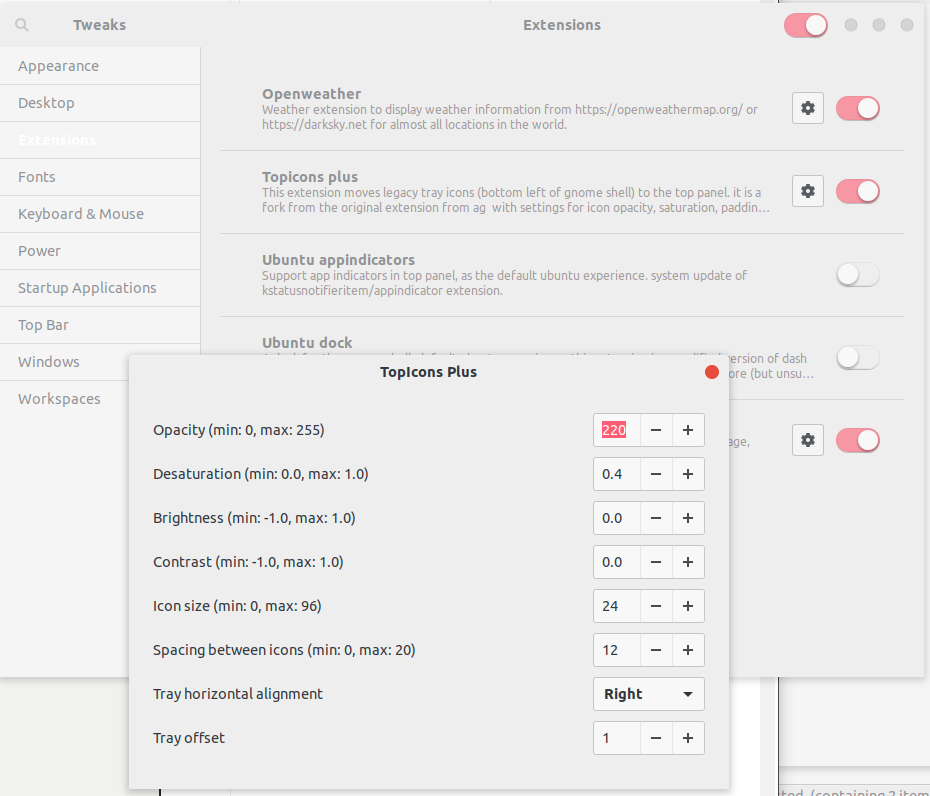 Tweaks
Extensions
Appearance
Desktop
Extensions
Fonts
Keyboard & Mouse
Power
Startup Applications
Top Bar
Windows
Workspaces
Openweather
Weather extension to display weather information from https://openweathermap.org/ or
https://darksky.net for almost all locations in the world.
Topicons plus
This extension moves legacy tray icons (bottom left of gnome shell) to the top panel. it is a
fork from the original extension from ag with settings for icon opacity, saturation, paddin…
Ubuntu appindicators
Support app indicators in top panel, as the default ubuntu experience. system update of
kstatusnotifieritem/appindicator extension.
Ubuntu dock
version of dash
ore (but unsu…
age,
TopIcons Plus
Opacity (min: 0, max: 255) 220
Desaturation (min: 0.0, max: 1.0) 0.4
Brightness (min: -1.0, max: 1.0) 0.0
Contrast (min: -1.0, max: 1.0) 0.0
Icon size (min: 0, max: 96) 24
Spacing between icons (min: 0, max: 20) 12
Tray horizontal alignment Right
Tray offset 1
(containing 2 item